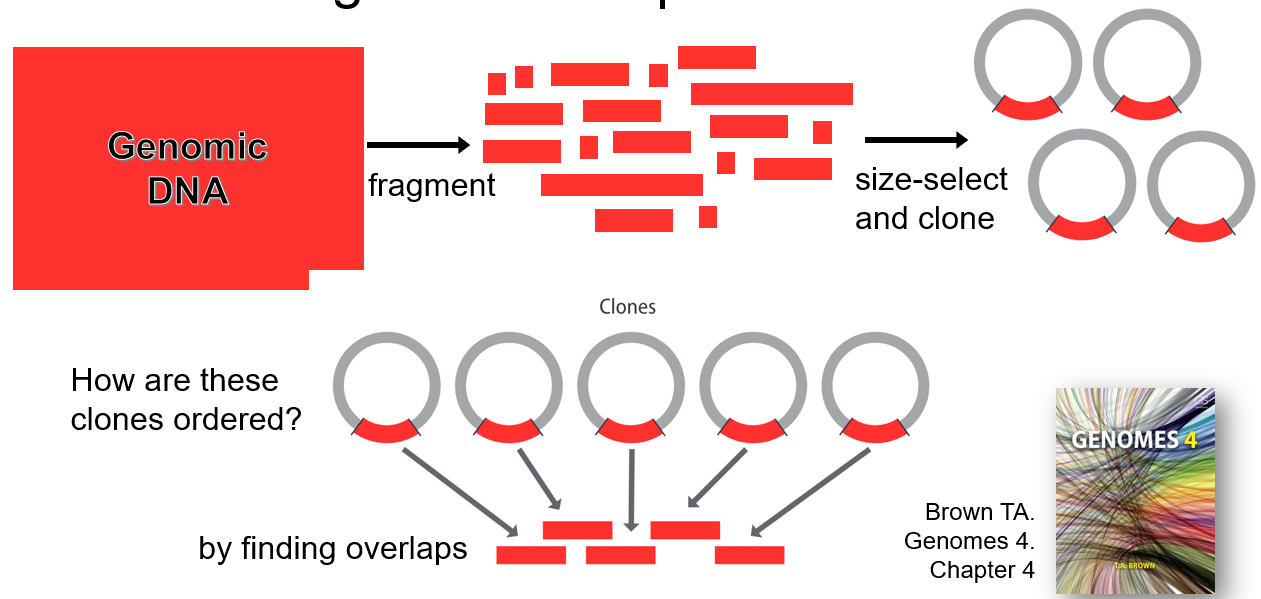 Genomic
DNA
fragment
size-select
and clone
Clones
How are these
clones ordered?
by finding overlaps
Brown TA.
Genomes 4.
Chapter 4
GENOMES 4
T.A. BROWN